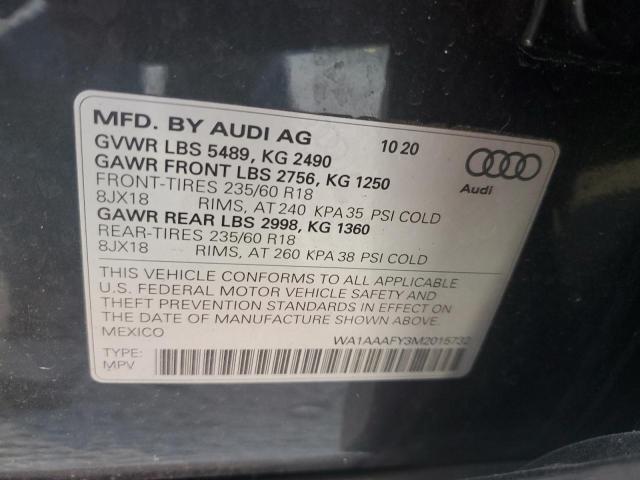 MFD. BY AUDI AG 10 20
GVWR LBS 5489, KG 2490
GAWR FRONT LBS 2756, KG 1250
FRONT-TIRES 235/60 R18
8JX18 RIMS, AT 240 KPA 35 PSI COLD
GAWR REAR LBS 2998, KG 1360
REAR-TIRES 235/60 R18
8JX18 RIMS, AT 260 KPA 38 PSI COLD
Audi
THIS VEHICLE CONFORMS TO ALL APPLICABLE
U.S. FEDERAL MOTOR VEHICLE SAFETY AND
THEFT PREVENTION STANDARDS IN EFFECT ON
THE DATE OF MANUFACTURE SHOWN ABOVE.
MEXICO
WA1AAAFY3M2015732
TYPE:
MPV